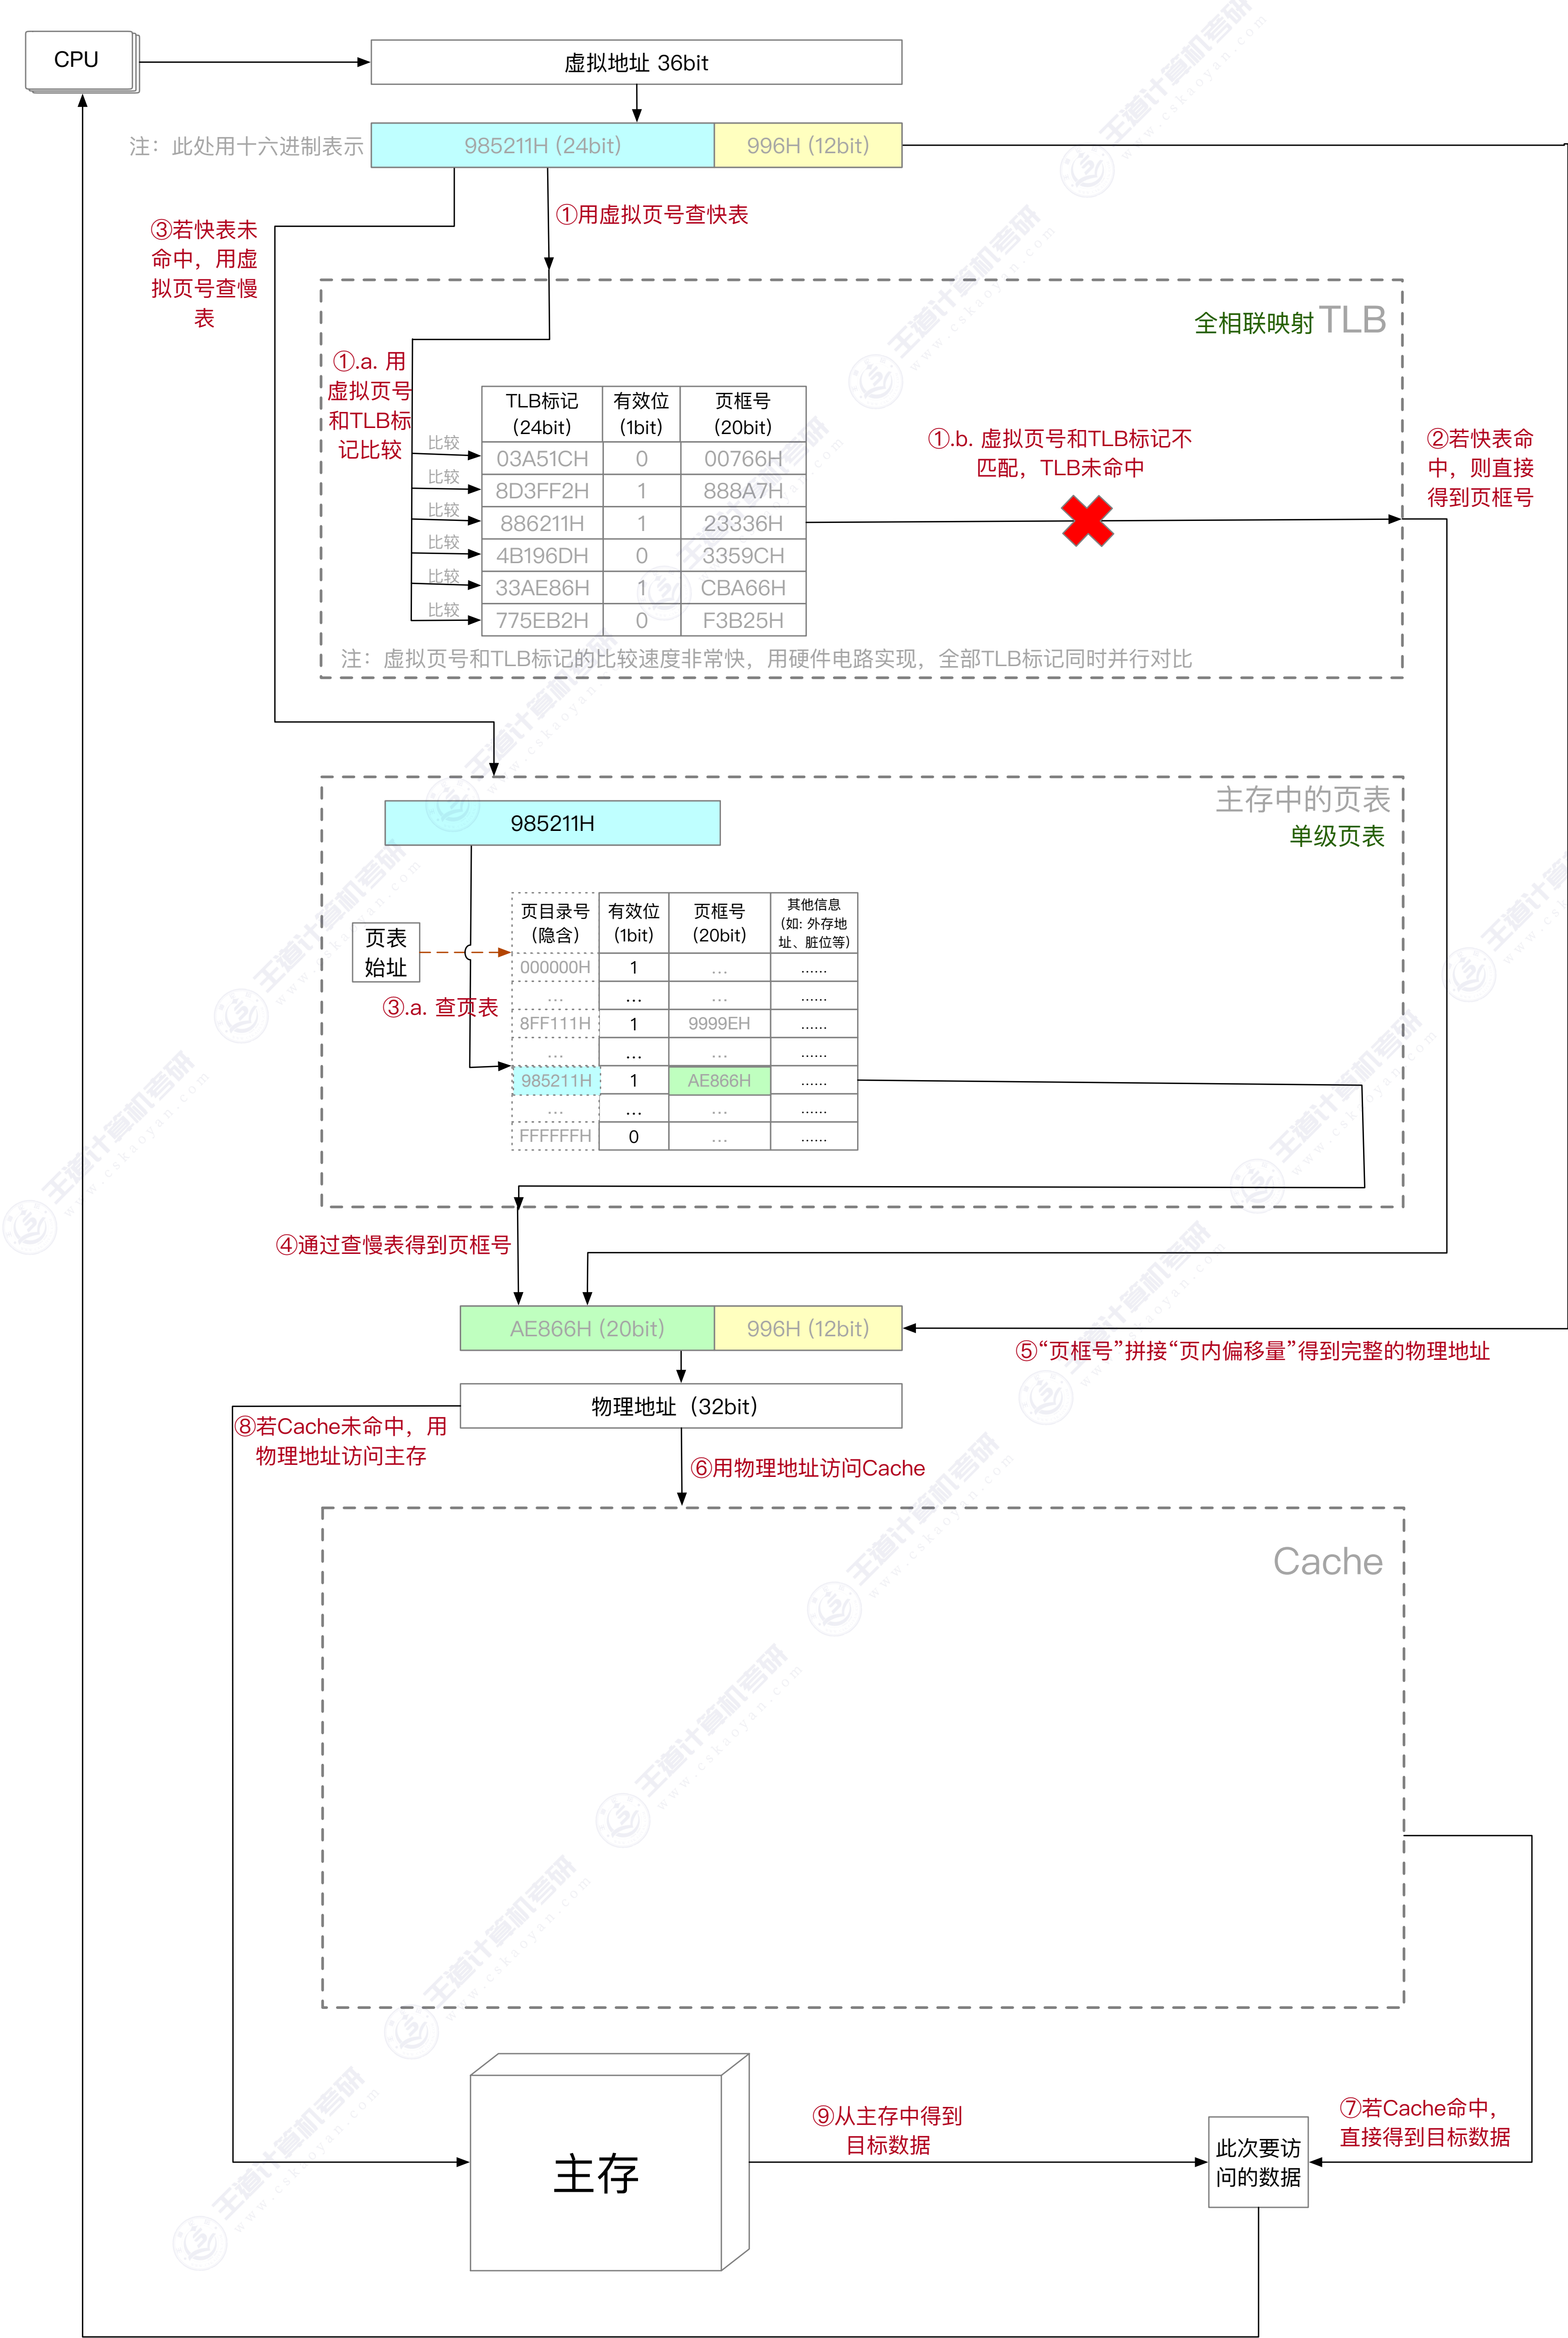 CPU
虚拟地址 36bit
注：此处用十六进制表示
985211H (24bit)
996H (12bit)
①用虚拟页号查快表
③若快表未
命中，用虚
拟页号查慢
表
全相联映射 TLB
①.a. 用
虚拟页号
和TLB标
记比较
TLB标记
(24bit)
有效位
(1bit)
页框号
(20bit)
比较
03A51CH
0
00766H
比较
8D3FF2H
1
888A7H
比较
886211H
1
23336H
比较
4B196DH
0
3359CH
比较
33AE86H
1
CBA66H
比较
775EB2H
0
F3B25H
①.b. 虚拟页号和TLB标记不
匹配，TLB未命中
②若快表命
中，则直接
得到页框号
注：虚拟页号和TLB标记的比较速度非常快，用硬件电路实现，全部TLB标记同时并行对比
主存中的页表
单级页表
985211H
页表
始址
③.a. 查页表
页目录号
(隐含)
有效位
(1bit)
页框号
(20bit)
其他信息
(如: 外存地
址、脏位等)
000000H
1
...
......
...
...
...
......
8FF111H
1
9999EH
......
...
...
...
......
985211H
1
AE866H
......
...
...
...
......
FFFFFFH
0
...
......
④通过查慢表得到页框号
AE866H (20bit)
996H (12bit)
⑤“页框号”拼接“页内偏移量”得到完整的物理地址
物理地址（32bit）
⑧若Cache未命中，用
物理地址访问主存
⑥用物理地址访问Cache
Cache
主存
⑨从主存中得到
目标数据
此次要访
问的数据
⑦若Cache命中，
直接得到目标数据
王道计算机考研
www.cskaoyan.com